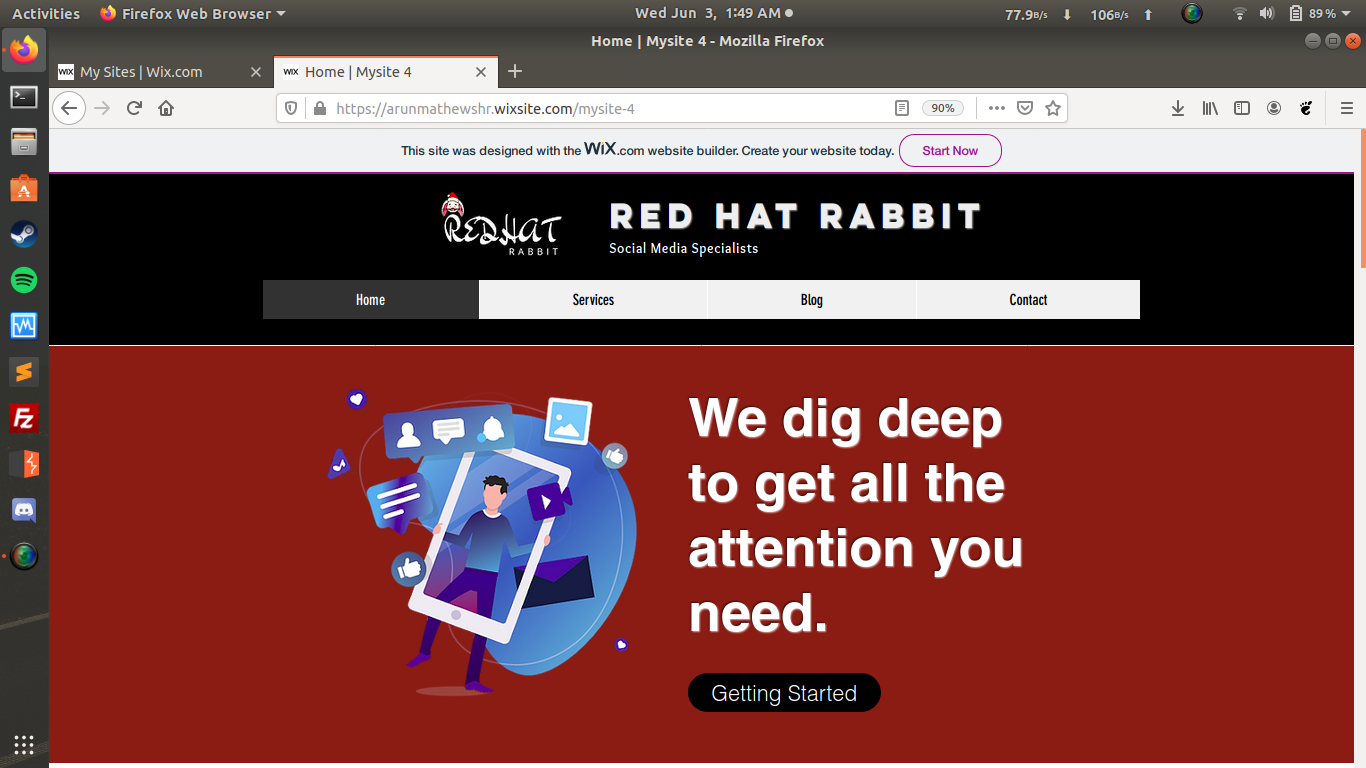 Activities Firefox Web Browser Wed Jun 3, 1:49 AM 77.9B/s 106B/s 89 %
Home | Mysite 4 - Mozilla Firefox
WIX My Sites | Wix.com WIX Home | Mysite 4
https://arunmathewshr.wixsite.com/mysite-4 90%
This site was designed with the WiX.com website builder. Create your website today. Start Now
REDHAT
RABBIT
RED HAT RABBIT
Social Media Specialists
Home Services Blog Contact
We dig deep
to get all the
attention you
need.
Getting Started
Fz